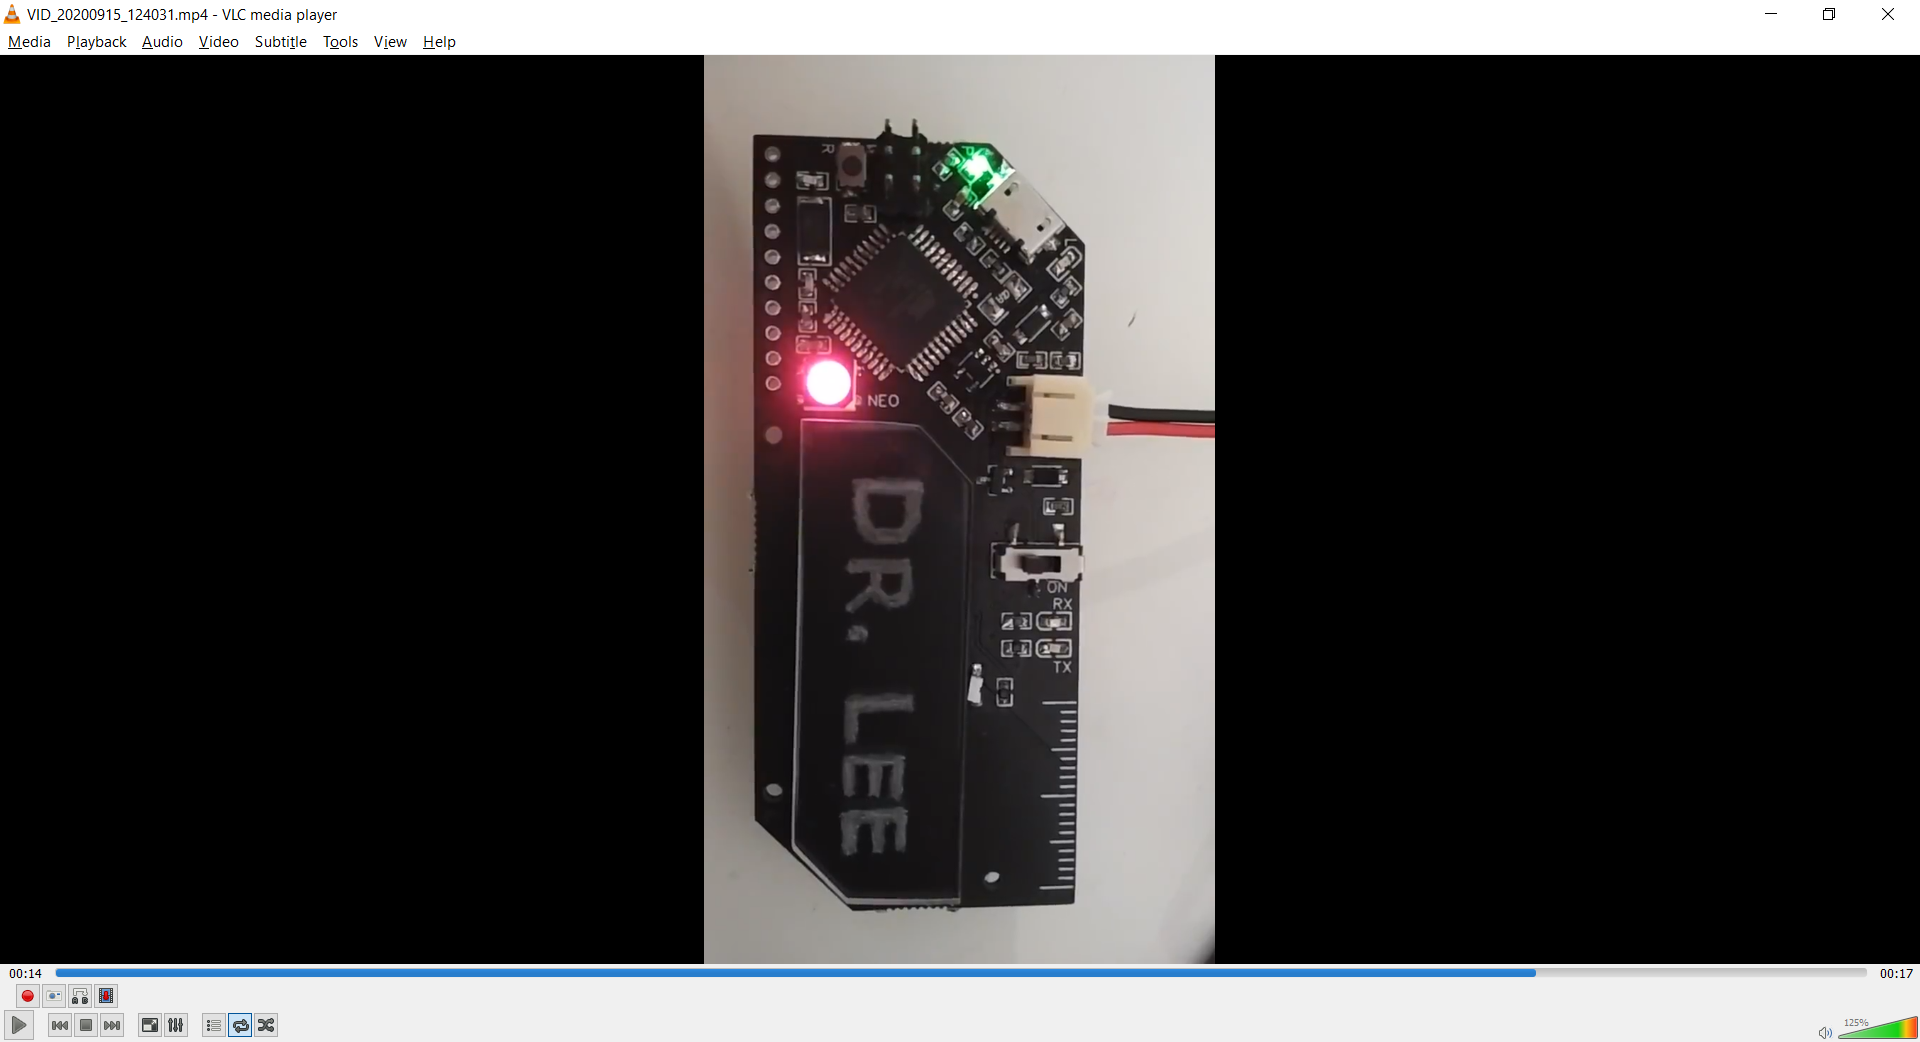 VID_20200915_124031.mp4 - VLC media player
Media Playback Audio Video Subtitle Tools View Help
R
NEO
DR. LEE
L
ON
RX
TX
00:14
00:17
125%